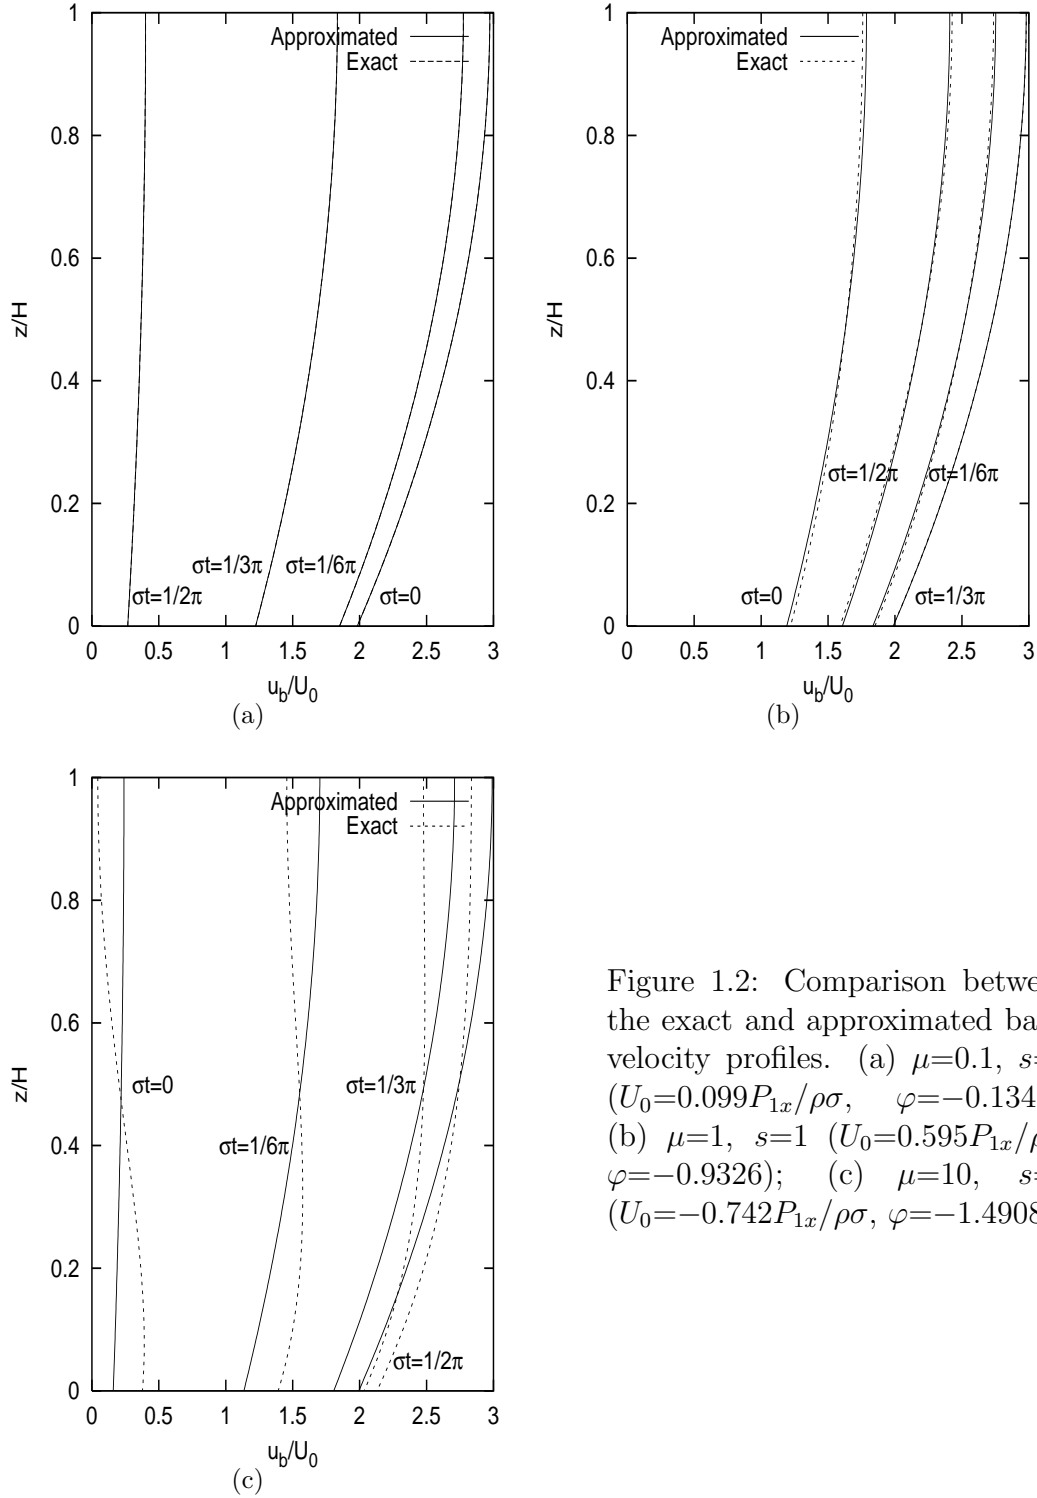 1
0.8
0.6
0.4
0.2
0
z/H
Approximated
Exact
σt=1/3π
σt=1/6π
σt=1/2π
σt=0
0 0.5 1 1.5 2 2.5 3
u_b/U_0
(a)
1
0.8
0.6
0.4
0.2
0
z/H
Approximated
Exact
σt=1/2π
σt=1/6π
σt=0
σt=1/3π
0 0.5 1 1.5 2 2.5 3
u_b/U_0
(b)
1
0.8
0.6
0.4
0.2
0
z/H
Approximated
Exact
σt=0
σt=1/3π
σt=1/6π
σt=1/2π
0 0.5 1 1.5 2 2.5 3
u_b/U_0
(c)
Figure 1.2: Comparison betwe
the exact and approximated ba
velocity profiles. (a) μ=0.1, s=
(U_0=0.099P_{1x}/ρσ, φ=−0.134
(b) μ=1, s=1 (U_0=0.595P_{1x}/ρ
φ=−0.9326); (c) μ=10, s=
(U_0=−0.742P_{1x}/ρσ, φ=−1.4908